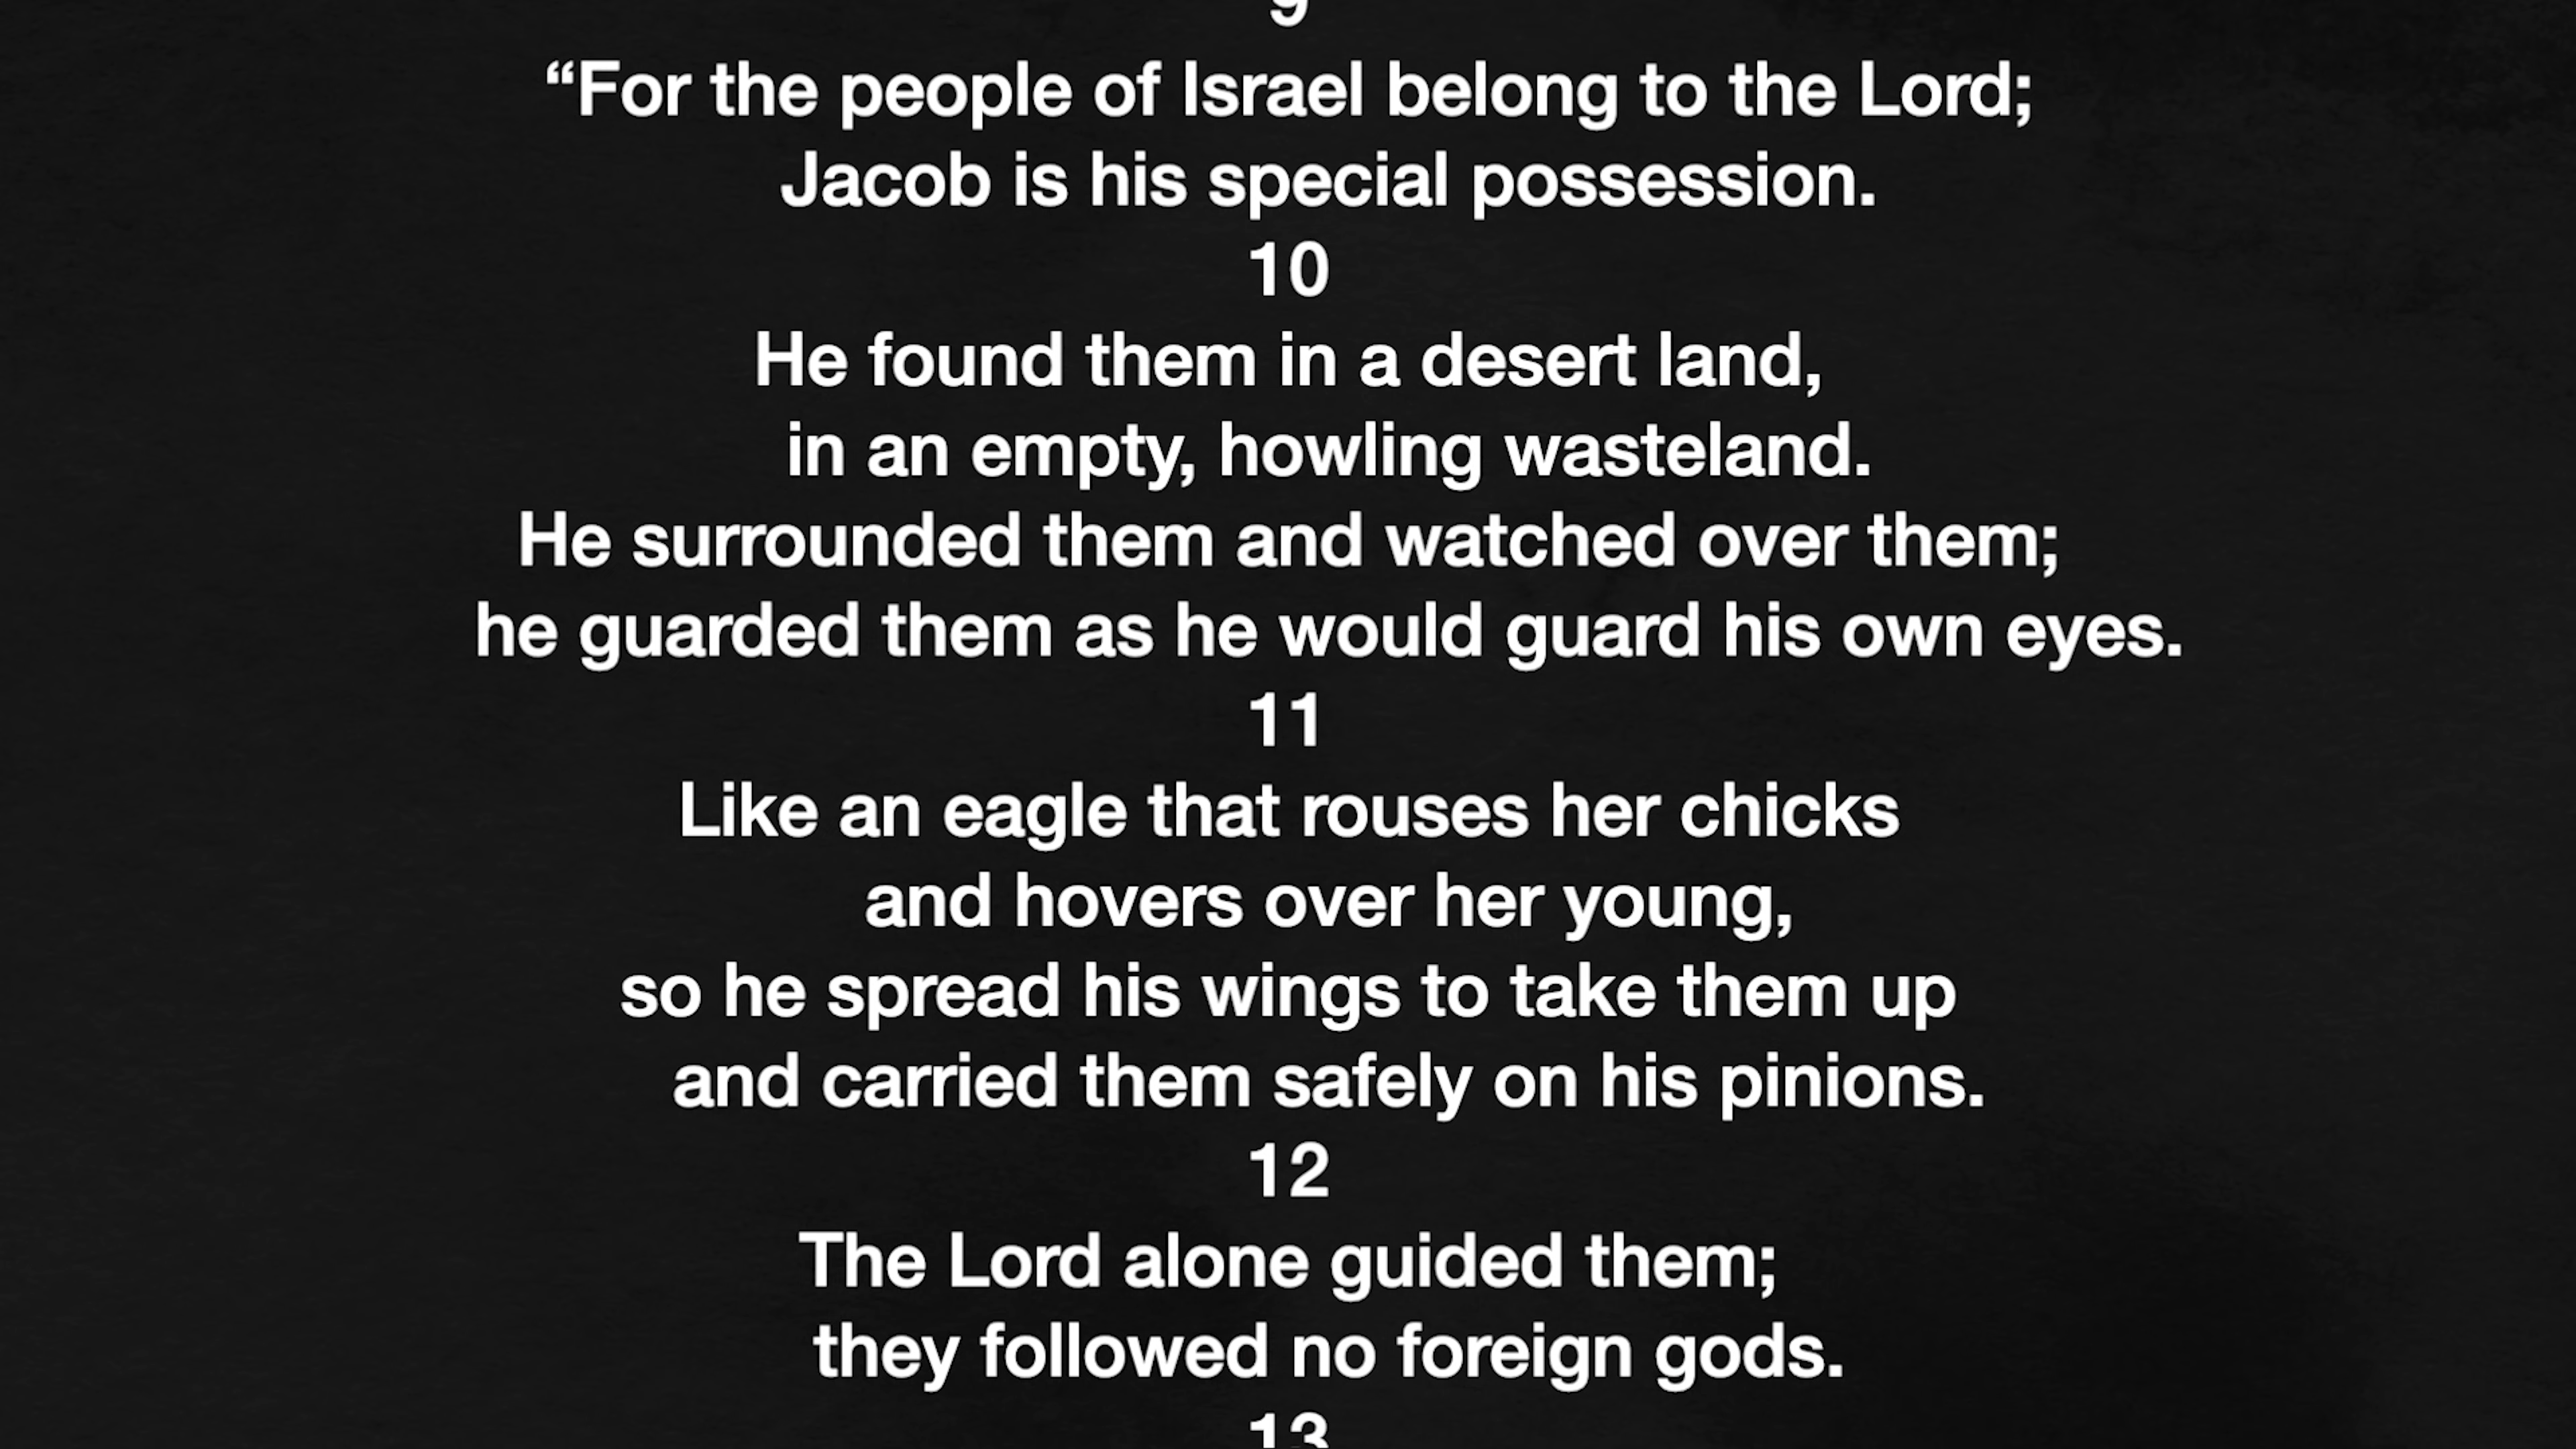 9
“For the people of Israel belong to the Lord;
Jacob is his special possession.
10
He found them in a desert land,
in an empty, howling wasteland.
He surrounded them and watched over them;
he guarded them as he would guard his own eyes.
11
Like an eagle that rouses her chicks
and hovers over her young,
so he spread his wings to take them up
and carried them safely on his pinions.
12
The Lord alone guided them;
they followed no foreign gods.
13